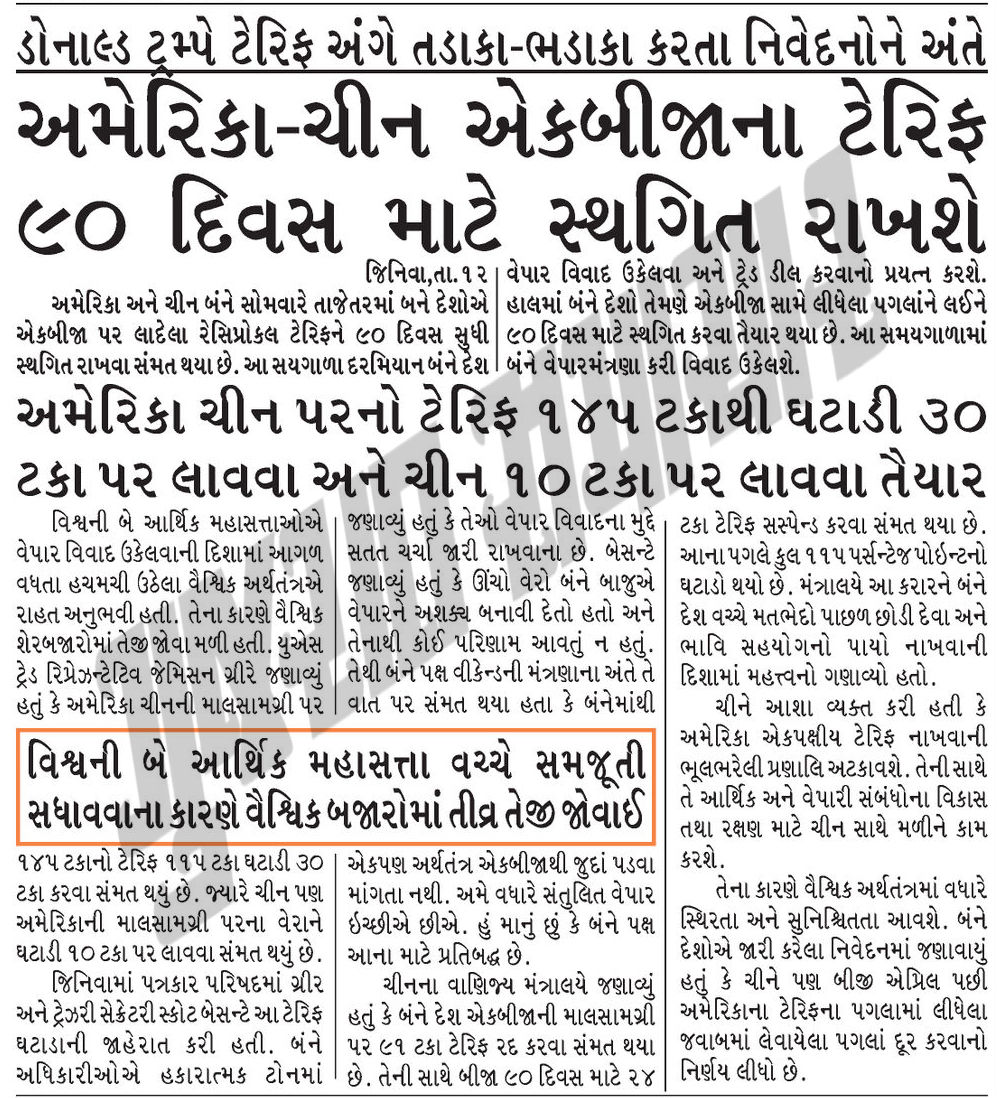 ડોનાલ્ડ ટ્રમ્પે ટેરિફ અંગે તડાકા-ભડાકા કરતા નિવેદનોને અંતે
અમેરિકા-ચીન એકબીજાના ટેરિફ
૯૦ દિવસ માટે સ્થગિત રાખશે
જિનિવા,તા.૧૨
અમેરિકા અને ચીન બંને સોમવારે તાજેતરમાં બને દેશોએ
એકબીજા પર લાદેલા રેસિપ્રોકલ ટેરિફને ૯૦ દિવસ સુધી
સ્થગિત રાખવા સંમત થયા છે. આ સયગાળા દરમિયાન બંને દેશ
વેપાર વિવાદ ઉકેલવા અને ટ્રેડ ડીલ કરવાનો પ્રયત્ન કરશે.
હાલમાં બંને દેશો તેમણે એકબીજા સામે લીધેલા પગલાંને લઈને
૯૦ દિવસ માટે સ્થગિત કરવા તૈયાર થયા છે. આ સમયગાળામાં
બંને વેપારમંત્રણા કરી વિવાદ ઉકેલશે.
અમેરિકા ચીન પરનો ટેરિફ ૧૪૫ ટકાથી ઘટાડી ૩૦
ટકા પર લાવવા અને ચીન ૧૦ ટકા પર લાવવા તૈયાર
વિશ્વની બે આર્થિક મહાસત્તાઓએ
વેપાર વિવાદ ઉકેલવાની દિશામાં આગળ
વધતા હચમચી ઉઠેલા વૈશ્વિક અર્થતંત્રએ
રાહત અનુભવી હતી. તેના કારણે વૈશ્વિક
શેરબજારોમાં તેજી જોવા મળી હતી. યુએસ
ટ્રેડ રિપ્રેઝન્ટેટિવ જેમિસન ગ્રીરે જણાવ્યું
હતું કે અમેરિકા ચીનની માલસામગ્રી પર
વિશ્વની બે આર્થિક મહાસત્તા વચ્ચે સમજૂતી
સધાવવાના કારણે વૈશ્વિક બજારોમાં તીવ્ર તેજી જોવાઈ
૧૪૫ ટકાનો ટેરિફ ૧૧૫ ટકા ઘટાડી ૩૦
ટકા કરવા સંમત થયું છે. જ્યારે ચીન પણ
અમેરિકાની માલસામગ્રી પરના વેરાને
ઘટાડી ૧૦ ટકા પર લાવવા સંમત થયું છે.
જિનિવામાં પત્રકાર પરિષદમાં ગ્રીર
અને ટ્રેઝરી સેક્રેટરી સ્કોટ બેસન્ટે આ ટેરિફ
ઘટાડાની જાહેરાત કરી હતી. બંને
અધિકારીઓએ હકારાત્મક ટોનમાં
જણાવ્યું હતું કે તેઓ વેપાર વિવાદના મુદ્દે
સતત ચર્ચા જારી રાખવાના છે. બેસન્ટે
જણાવ્યું હતું કે ઊંચો વેરો બંને બાજુએ
વેપારને અશક્ય બનાવી દેતો હતો અને
તેનાથી કોઈ પરિણામ આવતું ન હતું.
તેથી બંને પક્ષ વીકેન્ડની મંત્રણાના અંતે તે
વાત પર સંમત થયા હતા કે બંનેમાંથી
એકપણ અર્થતંત્ર એકબીજાથી જુદાં પડવા
માંગતા નથી. અમે વધારે સંતુલિત વેપાર
ઇચ્છીએ છીએ. હું માનું છું કે બંને પક્ષ
આના માટે પ્રતિબદ્ધ છે.
ચીનના વાણિજ્ય મંત્રાલયે જણાવ્યું
હતું કે બંને દેશ એકબીજાની માલસામગ્રી
પર ૯૧ ટકા ટેરિફ રદ કરવા સંમત થયા
છે. તેની સાથે બીજા ૯૦ દિવસ માટે ૨૪
ટકા ટેરિફ સસ્પેન્ડ કરવા સંમત થયા છે.
આના પગલે કુલ ૧૧૫ પર્સન્ટેજ પોઇન્ટનો
ઘટાડો થયો છે. મંત્રાલયે આ કરારને બંને
દેશ વચ્ચે મતભેદો પાછળ છોડી દેવા અને
ભાવિ સહયોગનો પાયો નાખવાની
દિશામાં મહત્ત્વનો ગણાવ્યો હતો.
ચીને આશા વ્યક્ત કરી હતી કે
અમેરિકા એકપક્ષીય ટેરિફ નાખવાની
ભૂલભરેલી પ્રણાલિ અટકાવશે. તેની સાથે
તે આર્થિક અને વેપારી સંબંધોના વિકાસ
તથા રક્ષણ માટે ચીન સાથે મળીને કામ
કરશે.
તેના કારણે વૈશ્વિક અર્થતંત્રમાં વધારે
સ્થિરતા અને સુનિશ્ચિતતા આવશે. બંને
દેશોએ જારી કરેલા નિવેદનમાં જણાવાયું
હતું કે ચીને પણ બીજી એપ્રિલ પછી
અમેરિકાના ટેરિફના પગલામાં લીધેલા
જવાબમાં લેવાયેલા પગલાં દૂર કરવાનો
નિર્ણય લીધો છે.
ગુજરાત સમાચાર